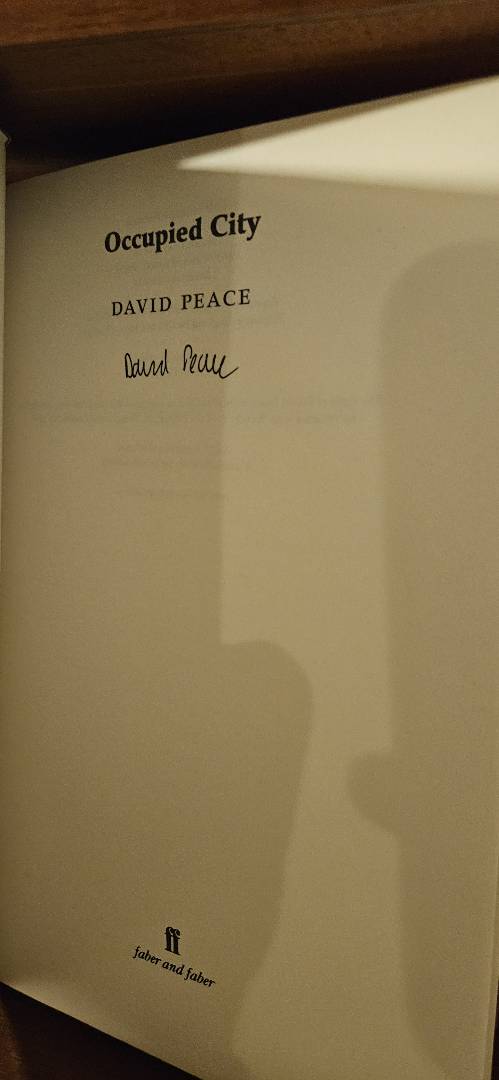 Occupied City
DAVID PEACE
David Peace
ff
faber and faber